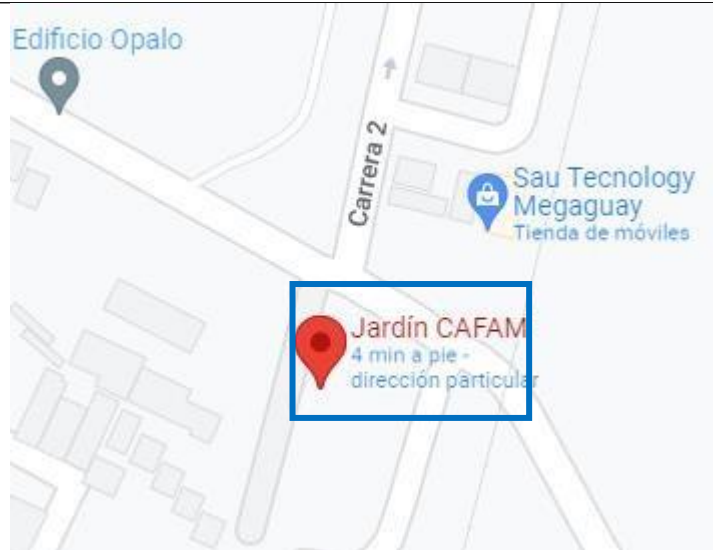 Edificio Opalo
Carrera 2
Sau Tecnology
Megaguay
Tienda de móviles
Jardín CAFAM
4 min a pie -
dirección particular